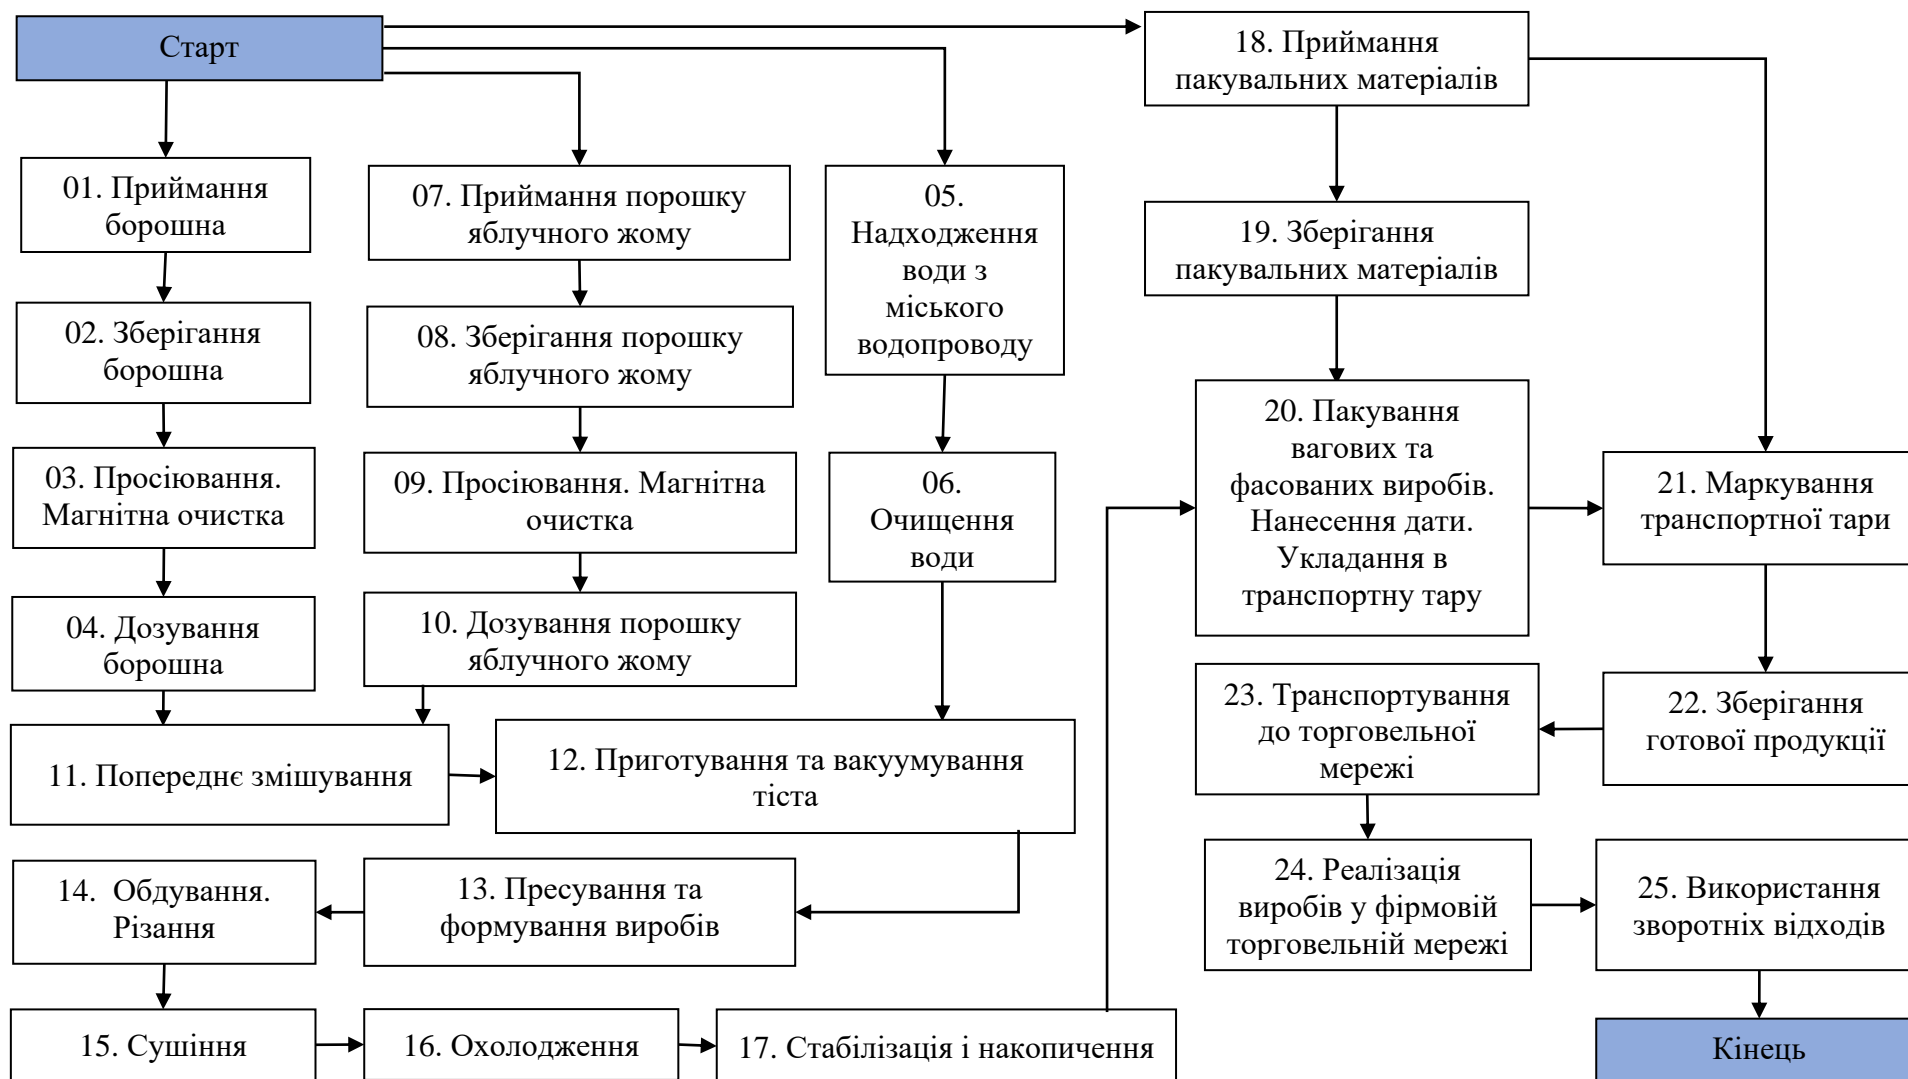 Старт
01. Приймання
борошна
02. Зберігання
борошна
03. Просіювання.
Магнітна очистка
04. Дозування
борошна
07. Приймання порошку
яблучного жому
08. Зберігання порошку
яблучного жому
09. Просіювання. Магнітна
очистка
10. Дозування порошку
яблучного жому
05.
Надходження
води з
міського
водопроводу
06.
Очищення
води
11. Попереднє змішування
12. Приготування та вакуумування
тіста
13. Пресування та
формування виробів
14. Обдування.
Різання
15. Сушіння
16. Охолодження
17. Стабілізація і накопичення
18. Приймання
пакувальних матеріалів
19. Зберігання
пакувальних матеріалів
20. Пакування
вагових та
фасованих виробів.
Нанесення дати.
Укладання в
транспортну тару
21. Маркування
транспортної тари
22. Зберігання
готової продукції
23. Транспортування
до торговельної
мережі
24. Реалізація
виробів у фірмовій
торговельній мережі
25. Використання
зворотніх відходів
Кінець